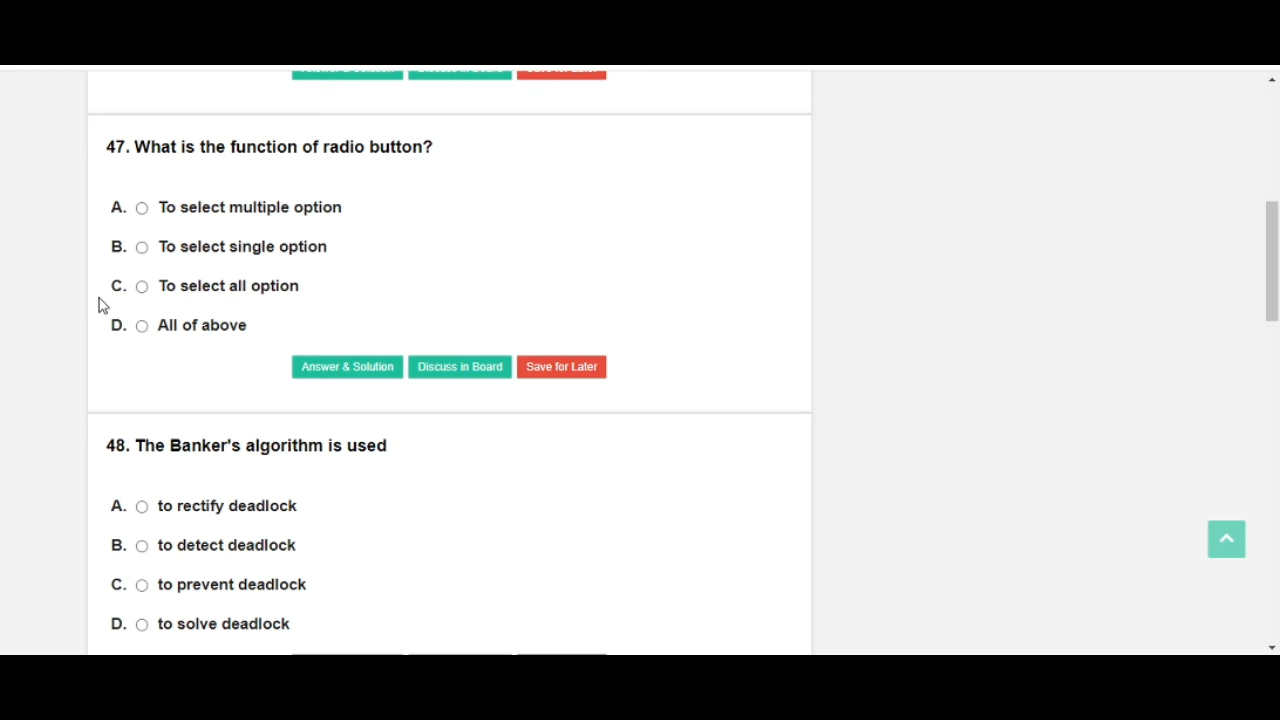 47. What is the function of radio button?
A. To select multiple option
B. To select single option
C. To select all option
D. All of above
Answer & Solution Discuss in Board Save for Later
48. The Banker's algorithm is used
A. to rectify deadlock
B. to detect deadlock
C. to prevent deadlock
D. to solve deadlock